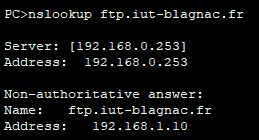 PC>nslookup ftp.iut-blagnac.fr
Server: [192.168.0.253]
Address:  192.168.0.253
Non-authoritative answer:
Name:   ftp.iut-blagnac.fr
Address:   192.168.1.10